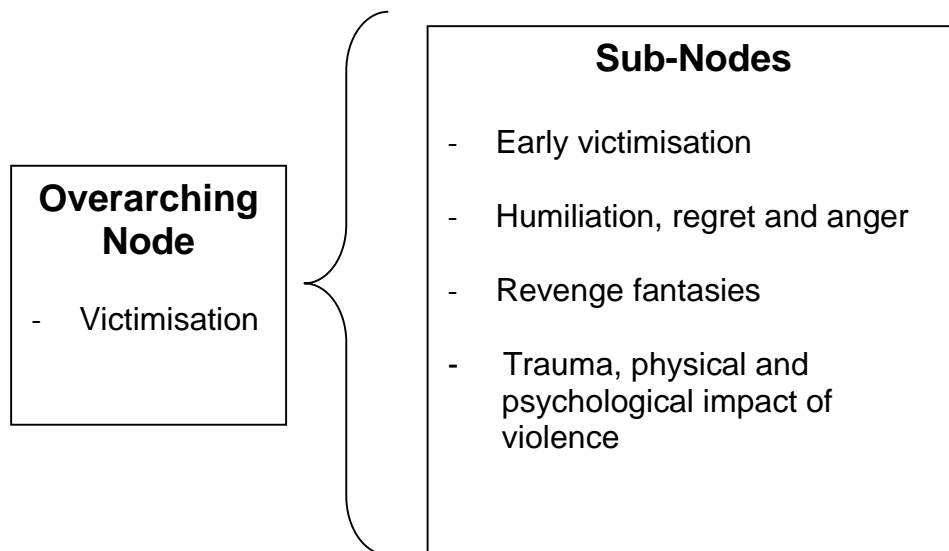 Overarching
Node
- Victimisation
Sub-Nodes
- Early victimisation
- Humiliation, regret and anger
- Revenge fantasies
- Trauma, physical and
psychological impact of
violence